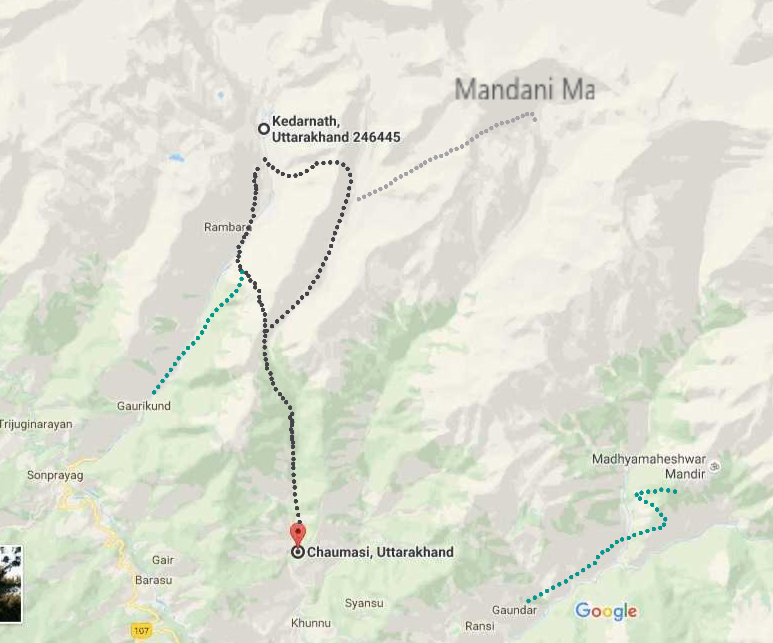 Mandani Ma
Kedarnath,
Uttarakhand 246445
Rambara
Gaurikund
Trijuginarayan
Sonprayag
Madhyamaheshwar
Mandir
Chaumasi, Uttarakhand
Gair
Barasu
Syansu
Khunnu
Gaundar
Ransi
Google
107